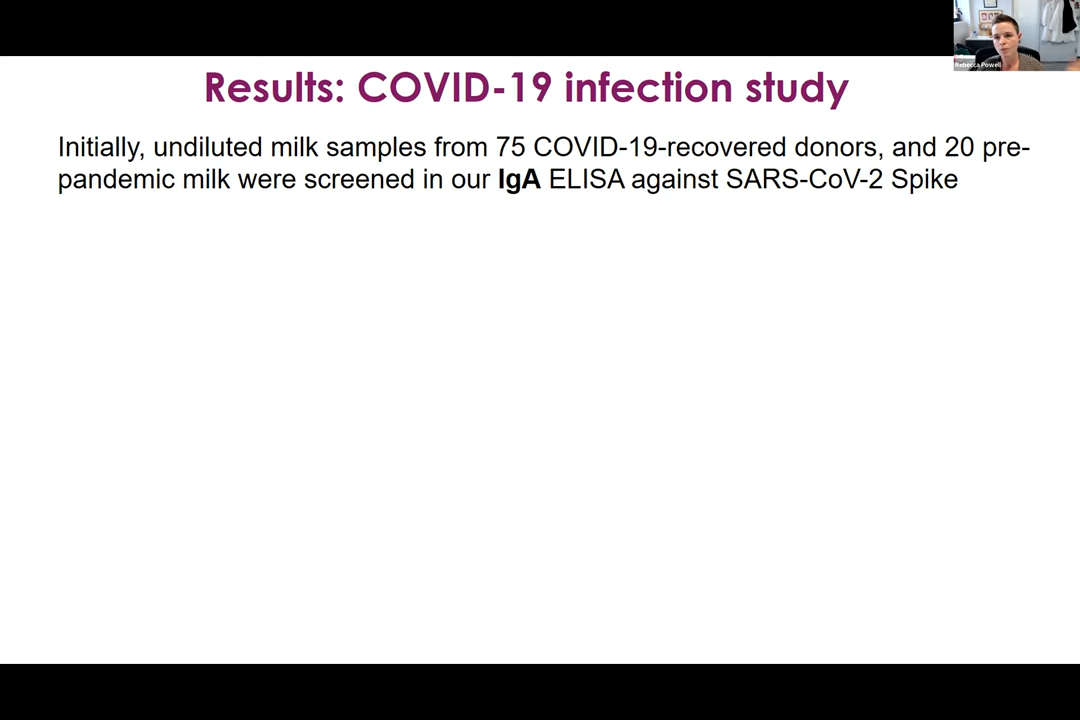 Rebecca Powell
Results: COVID-19 infection study
Initially, undiluted milk samples from 75 COVID-19-recovered donors, and 20 pre-
pandemic milk were screened in our IgA ELISA against SARS-CoV-2 Spike